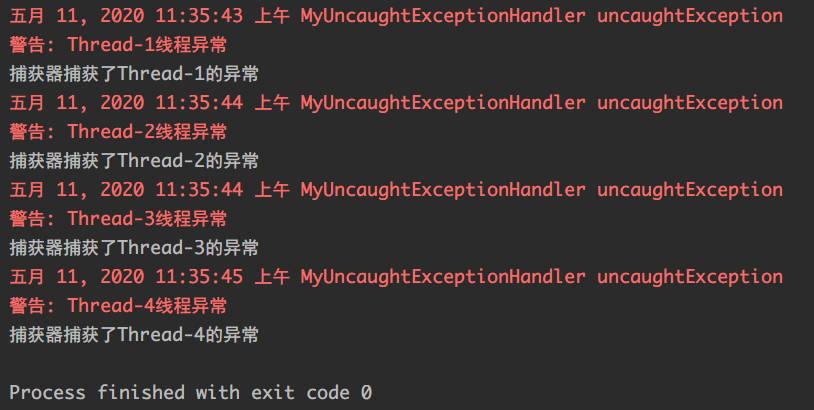 五月 11, 2020 11:35:43 上午 MyUncaughtExceptionHandler uncaughtException
警告: Thread-1线程异常
捕获器捕获了Thread-1的异常
五月 11, 2020 11:35:44 上午 MyUncaughtExceptionHandler uncaughtException
警告: Thread-2线程异常
捕获器捕获了Thread-2的异常
五月 11, 2020 11:35:44 上午 MyUncaughtExceptionHandler uncaughtException
警告: Thread-3线程异常
捕获器捕获了Thread-3的异常
五月 11, 2020 11:35:45 上午 MyUncaughtExceptionHandler uncaughtException
警告: Thread-4线程异常
捕获器捕获了Thread-4的异常
Process finished with exit code 0